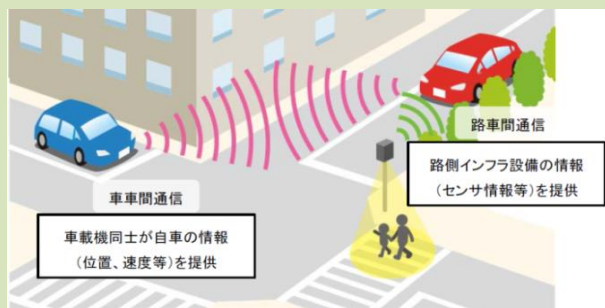 路車間通信
路側インフラ設備の情報
(センサ情報等)を提供
車車間通信
車載機同士が自車の情報
(位置、速度等)を提供